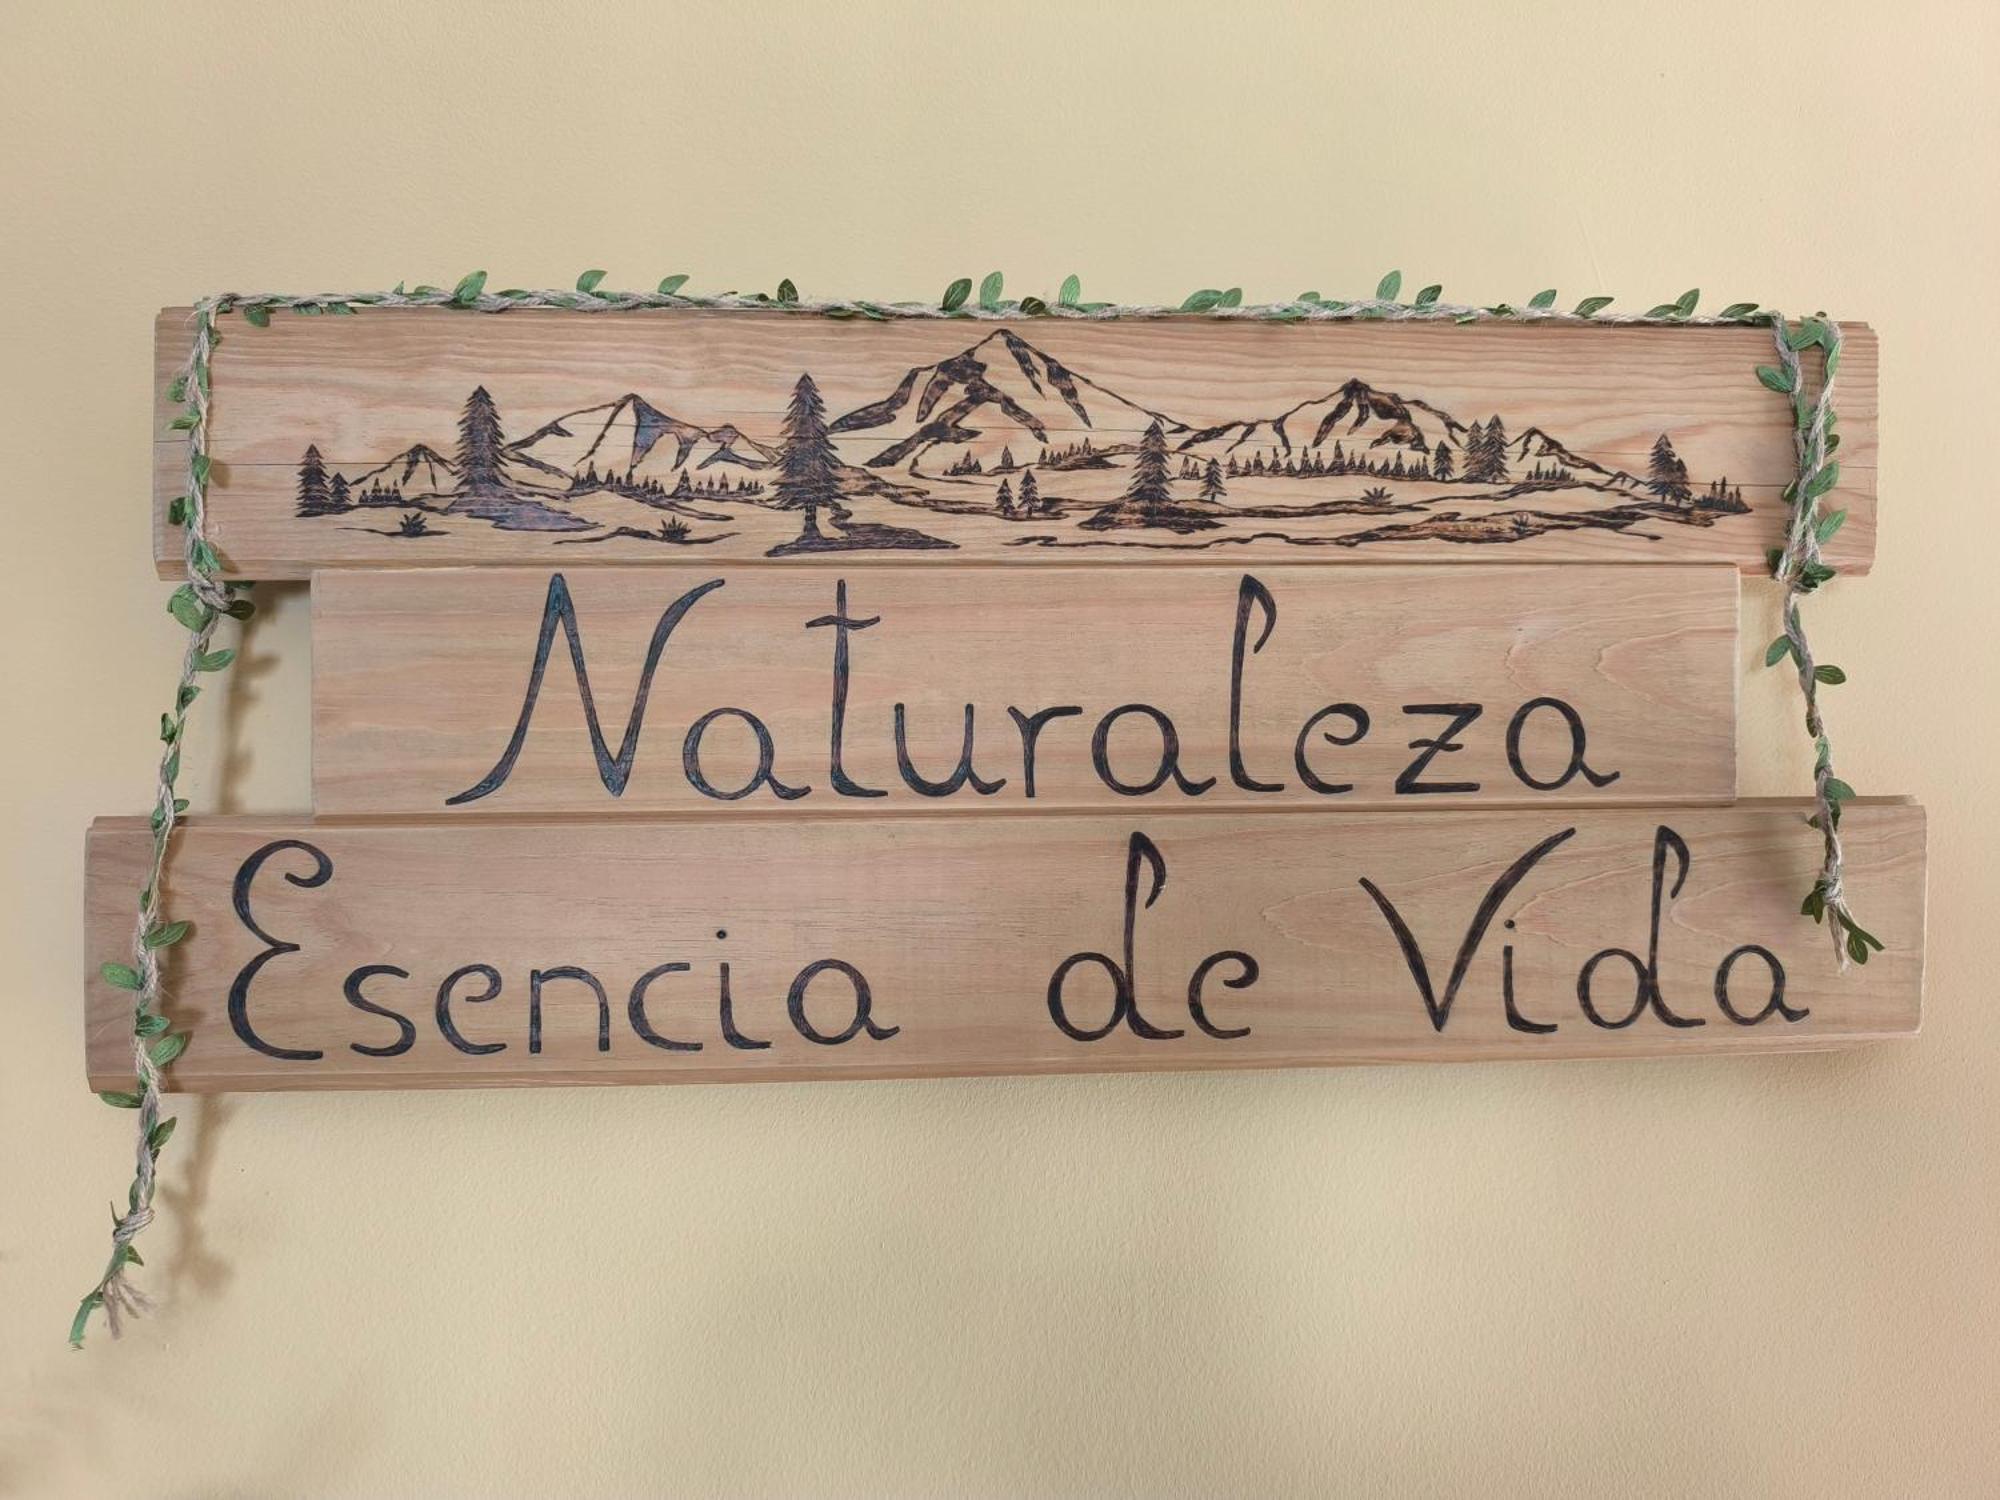 Naturaleza
Esencia de Vida